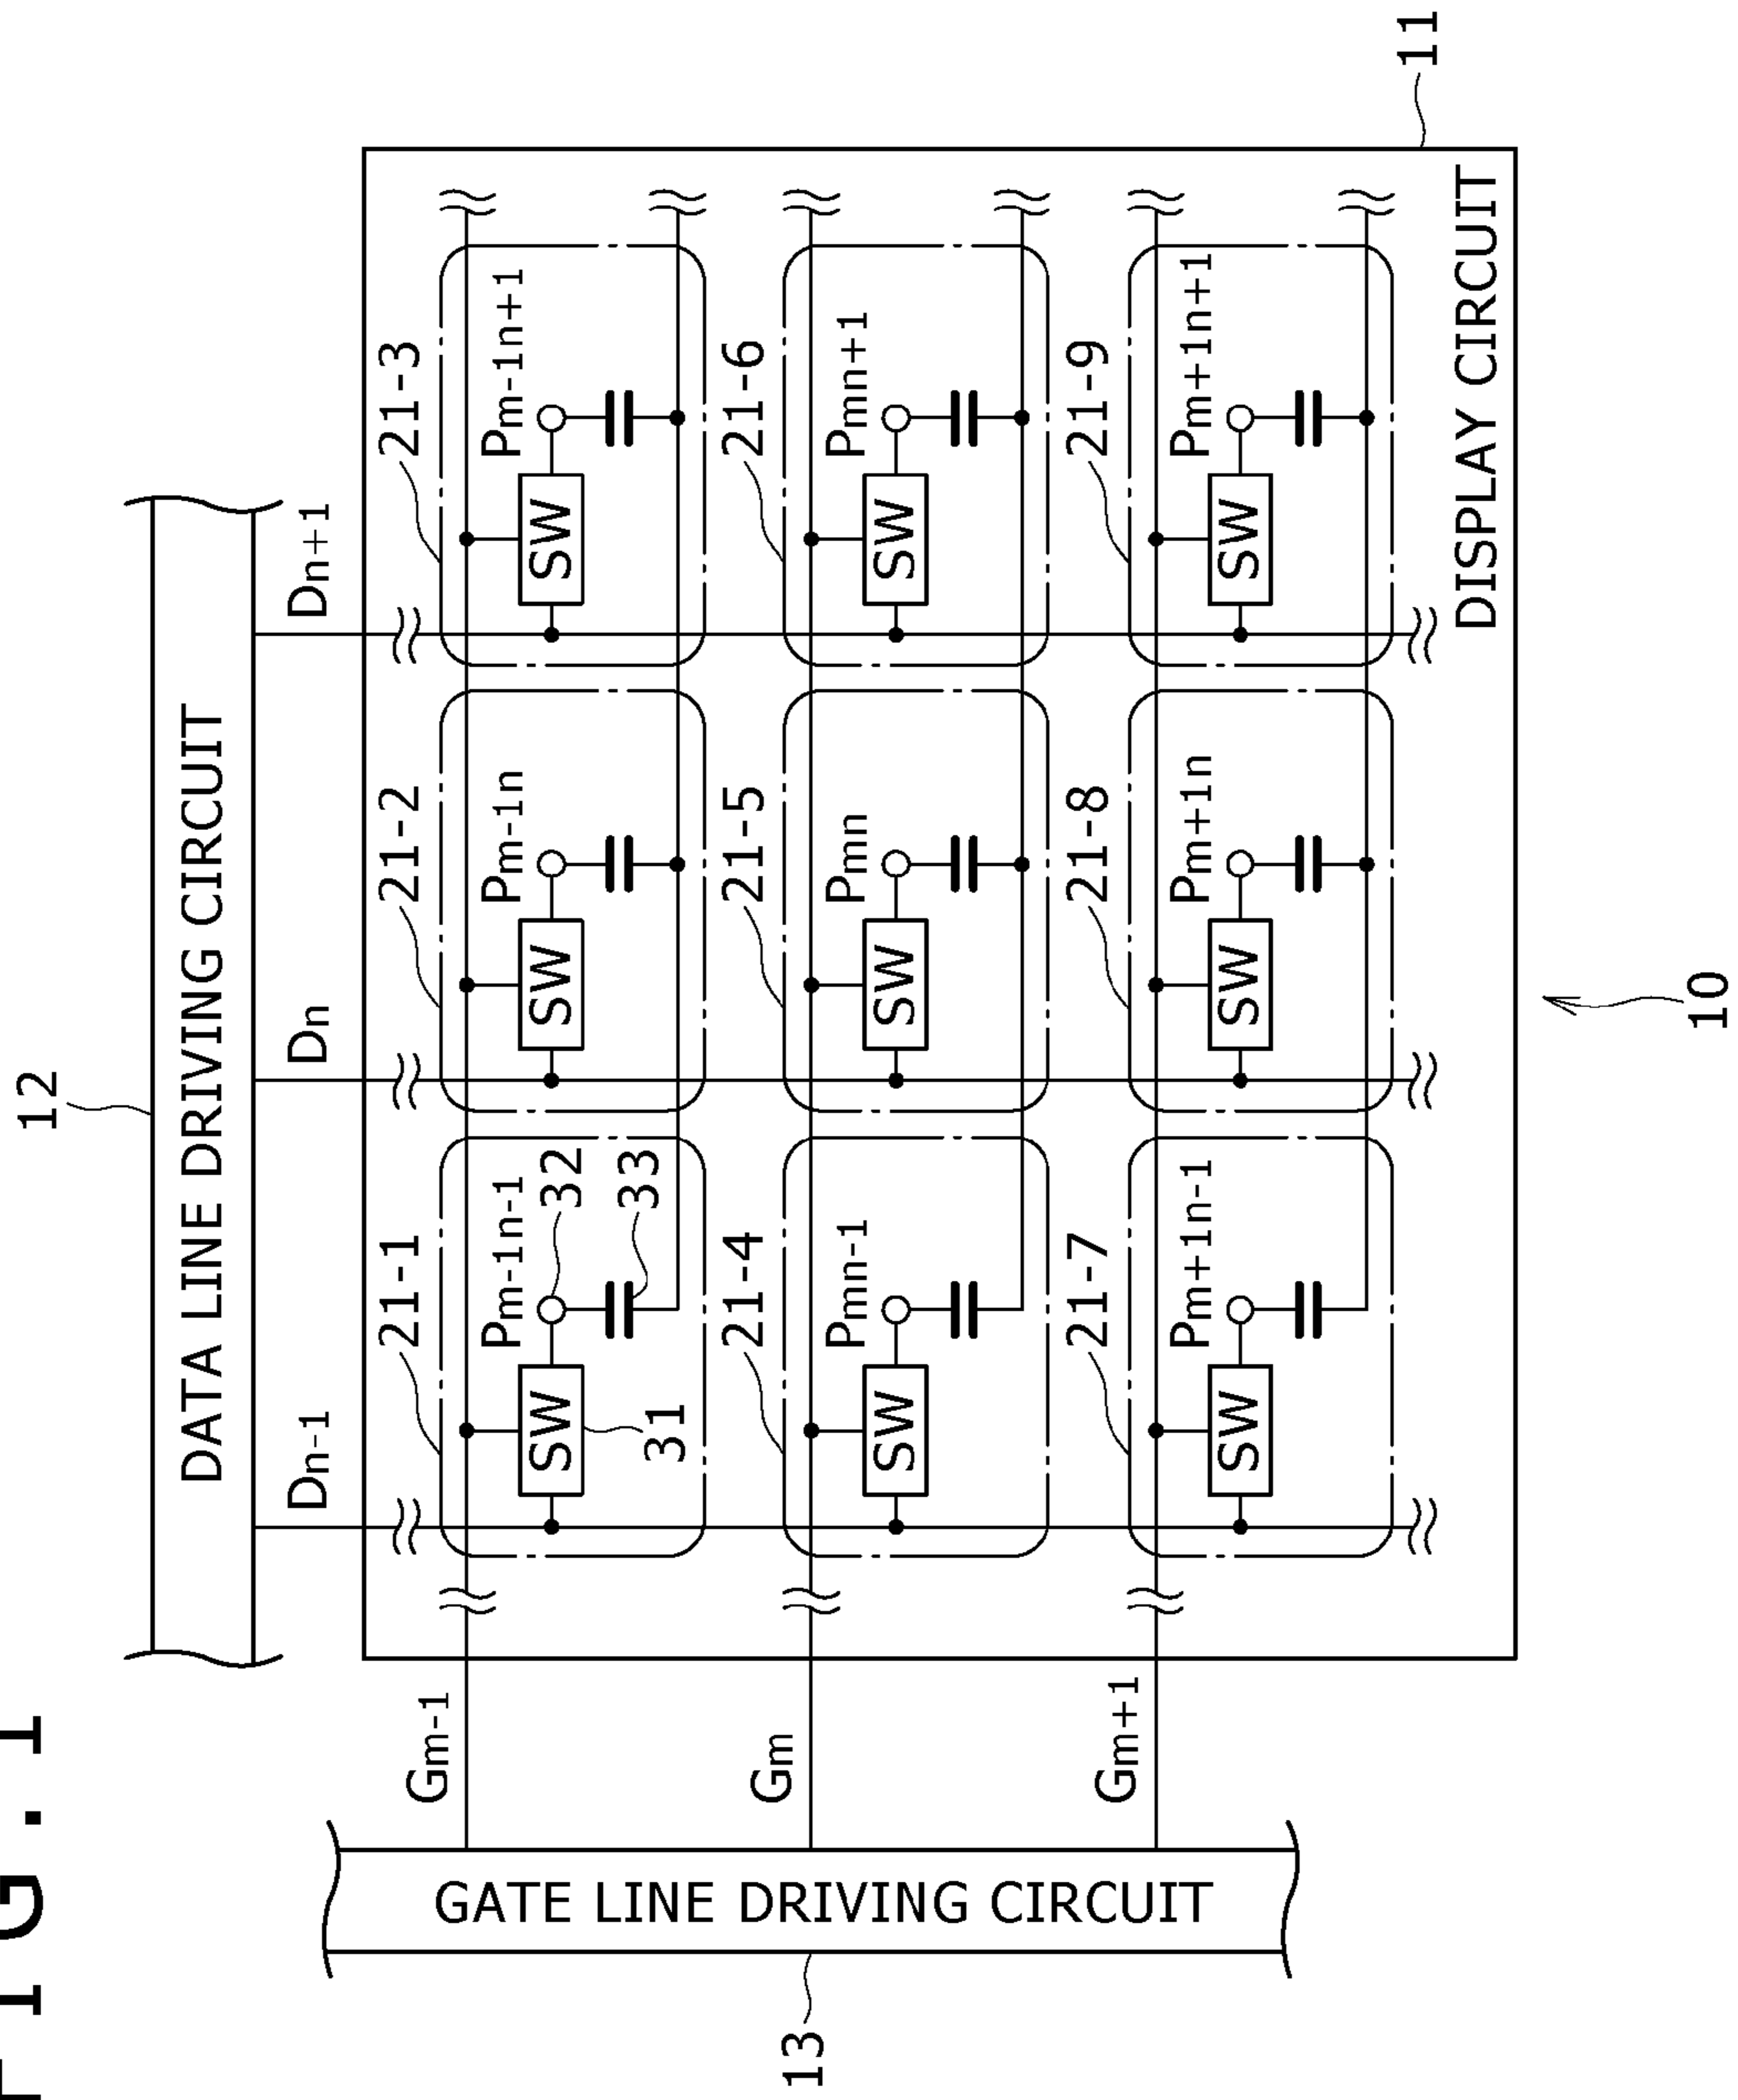 FIG.1
12
DATA LINE DRIVING CIRCUIT
Dn-1
Dn
Dn+1
21-1
21-2
21-3
Gm-1
Pm-1n-1
Pm-1n
Pm-1n+1
SW
SW
SW
32
31
33
21-4
21-5
21-6
Gm
Pmn-1
Pmn
Pmn+1
SW
SW
SW
21-7
21-8
21-9
Gm+1
Pm+1n-1
Pm+1n
Pm+1n+1
SW
SW
SW
GATE LINE DRIVING CIRCUIT
13
DISPLAY CIRCUIT
11
10